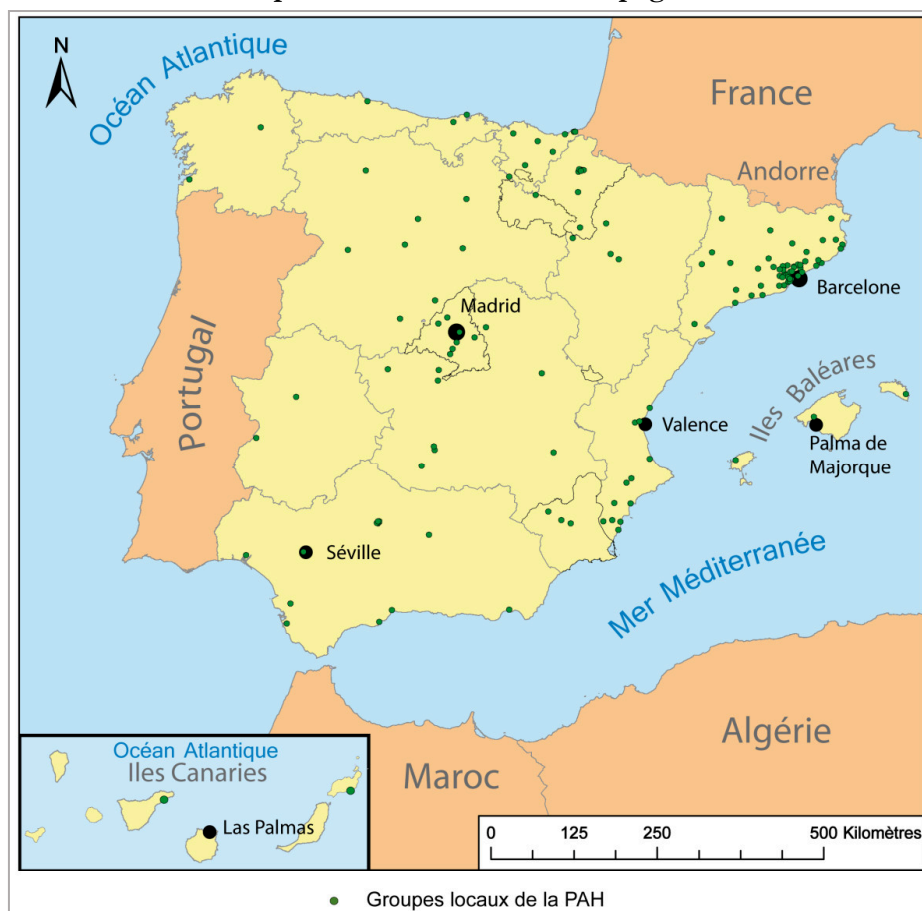 N
Océan Atlantique
France
Andorre
Barcelone
Madrid
Portugal
Iles Baléares
Valence
Palma de
Majorque
Séville
Mer Méditerranée
Algérie
Maroc
Océan Atlantique
Iles Canaries
Las Palmas
0 125 250 500 Kilomètres
Groupes locaux de la PAH